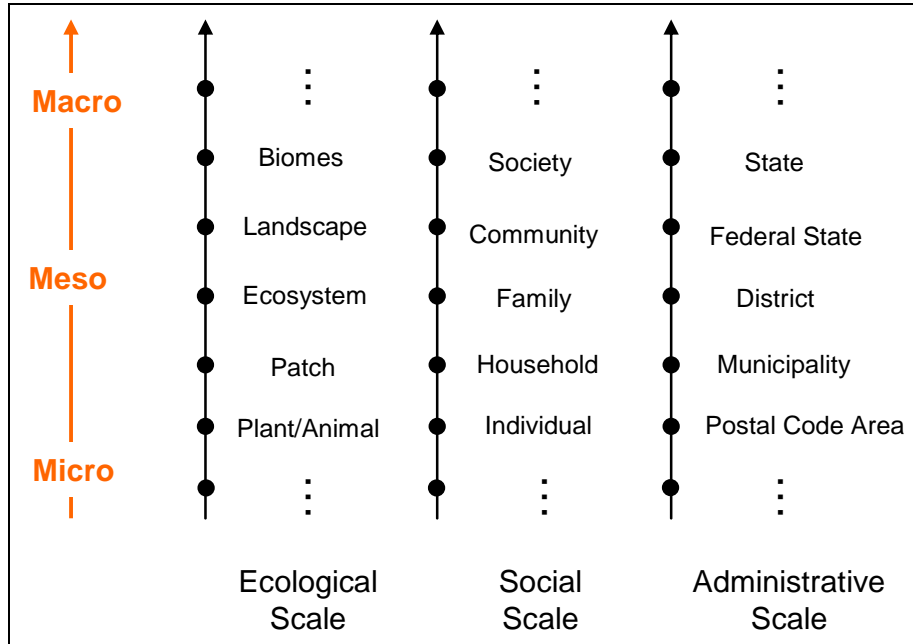 Macro
Meso
Micro
⋮
Biomes
Landscape
Ecosystem
Patch
Plant/Animal
⋮
Ecological
Scale
⋮
Society
Community
Family
Household
Individual
⋮
Social
Scale
⋮
State
Federal State
District
Municipality
Postal Code Area
⋮
Administrative
Scale